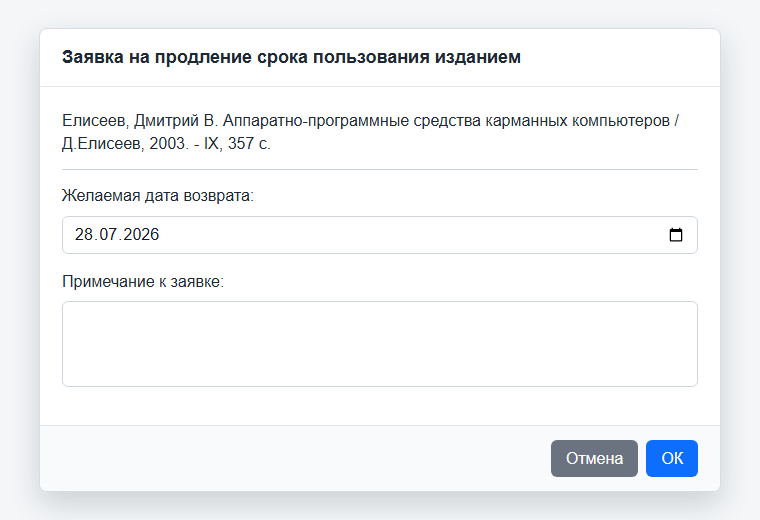 Заявка на продление срока пользования изданием
Елисеев, Дмитрий В. Аппаратно-программные средства карманных компьютеров /
Д.Елисеев, 2003. - IX, 357 с.
Желаемая дата возврата:
28.07.2026
Примечание к заявке:
Отмена
ОК